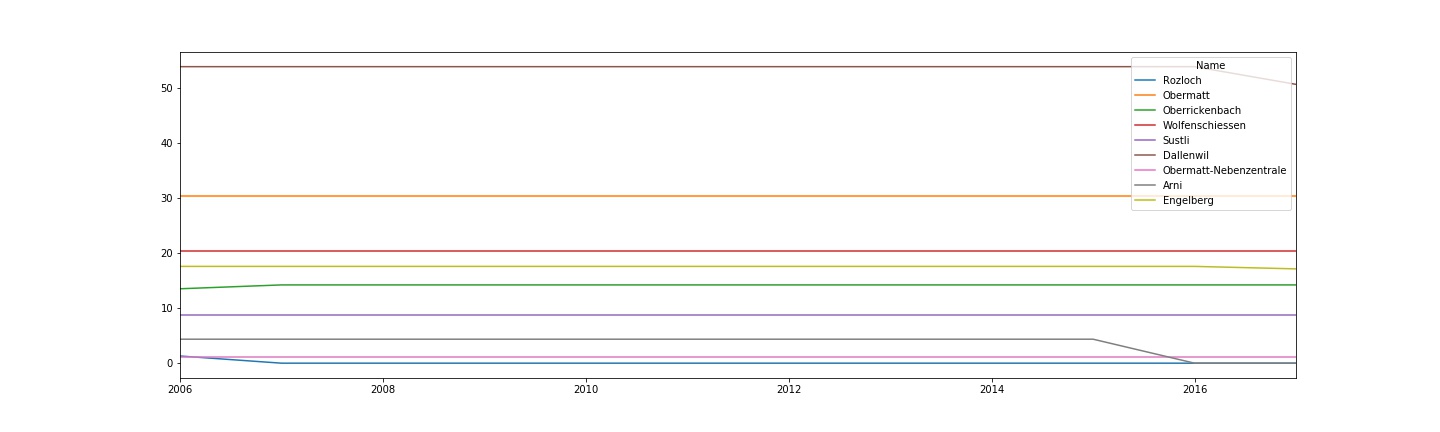 50
40
30
20
10
0
2006 2008 2010 2012 2014 2016
Name
Rozloch
Obermatt
Oberrickenbach
Wolfenschiessen
Sustli
Dallenwil
Obermatt-Nebenzentrale
Arni
Engelberg